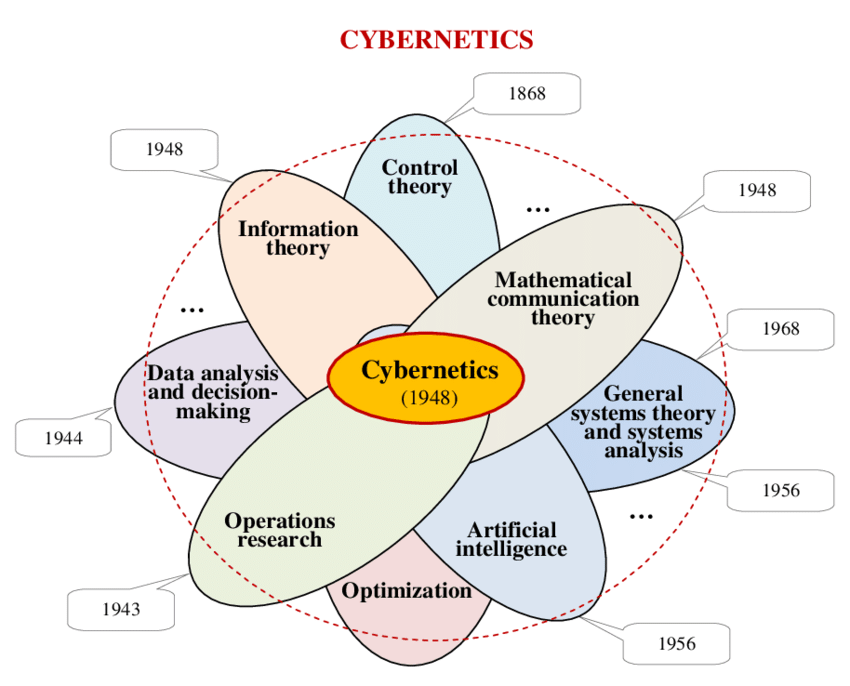 CYBERNETICS
1868
1948
Control
theory
1948
...
Information
theory
Mathematical
communication
theory
...
1968
Cybernetics
(1948)
Data analysis
and decision-
making
General
systems theory
and systems
analysis
1944
1956
...
Operations
research
Artificial
intelligence
Optimization
1943
1956